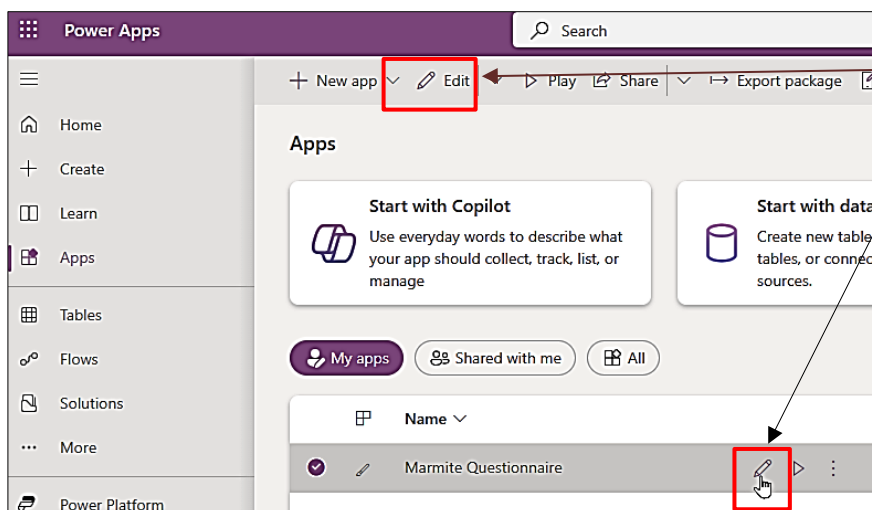 Power Apps
Search
New app
Edit
Play
Share
Export package
Home
Create
Learn
Apps
Tables
Flows
Solutions
More
Power Platform
Apps
Start with Copilot
Use everyday words to describe what
your app should collect, track, list, or
manage
Start with data
Create new table
tables, or connec
sources.
My apps
Shared with me
All
Name
Marmite Questionnaire